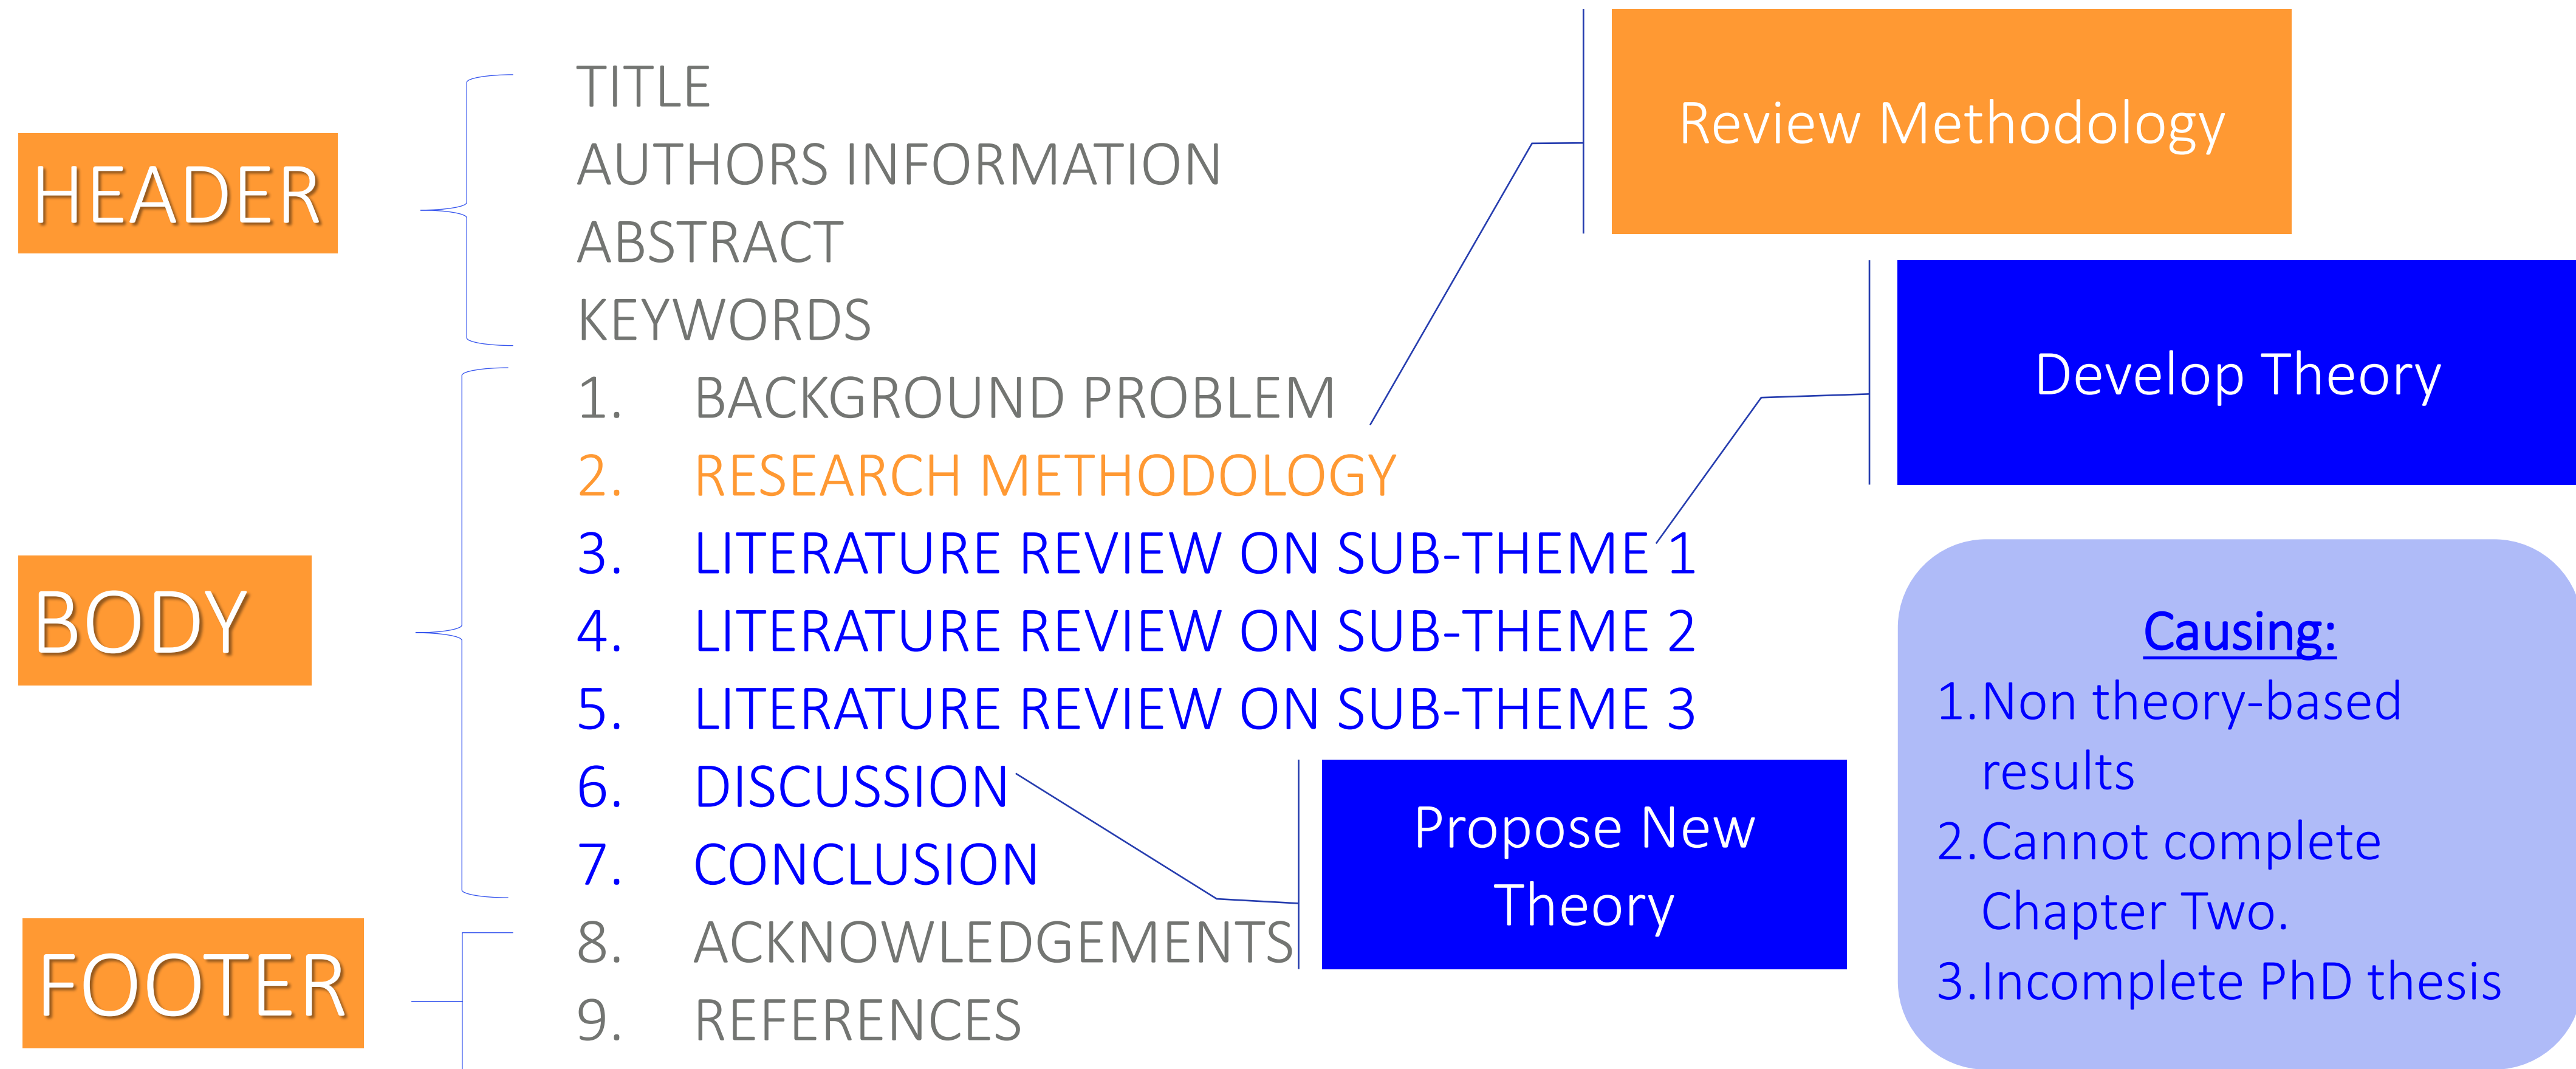 HEADER
TITLE
AUTHORS INFORMATION
ABSTRACT
KEYWORDS
BODY
1. BACKGROUND PROBLEM
2. RESEARCH METHODOLOGY
3. LITERATURE REVIEW ON SUB-THEME 1
4. LITERATURE REVIEW ON SUB-THEME 2
5. LITERATURE REVIEW ON SUB-THEME 3
6. DISCUSSION
7. CONCLUSION
FOOTER
8. ACKNOWLEDGEMENTS
9. REFERENCES
Review Methodology
Develop Theory
Propose New
Theory
Causing:
1.Non theory-based
results
2.Cannot complete
Chapter Two.
3.Incomplete PhD thesis